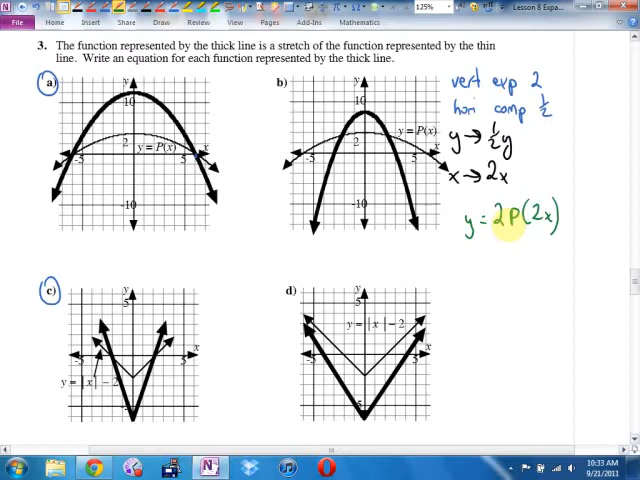 125%
Lesson 8 Expa
File Home Insert Share Draw Review View Pages Add-Ins Mathematics
3. The function represented by the thick line is a stretch of the function represented by the thin
line. Write an equation for each function represented by the thick line.
a)
y
10
2
y = P(x)
x
-5
5
-10
b)
y
10
2
y = P(x)
x
-5
5
-10
vert exp 2
hori comp 1/2
y → 1/2 y
x → 2x
y = 2P(2x)
c)
y
5
x
-5
5
y = |x| - 2
d)
y
5
y = |x| - 2
x
-5
5
10:33 AM
9/21/2011